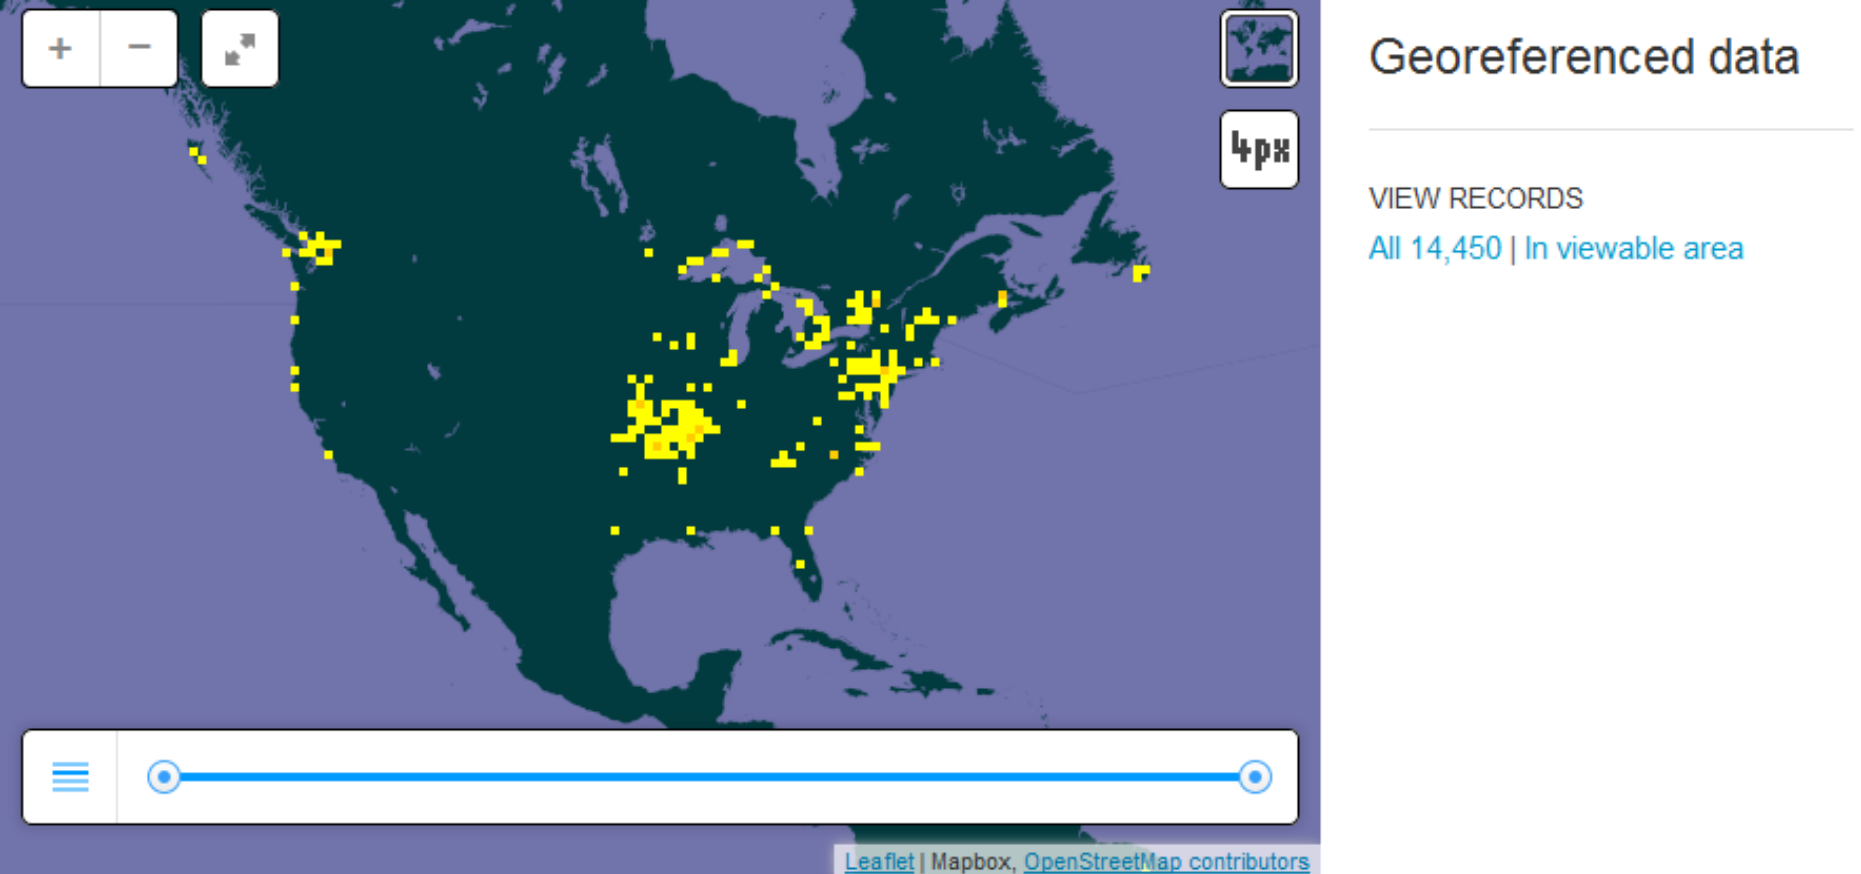 + −
4px
Georeferenced data
VIEW RECORDS
All 14,450 | In viewable area
Leaflet | Mapbox, OpenStreetMap contributors